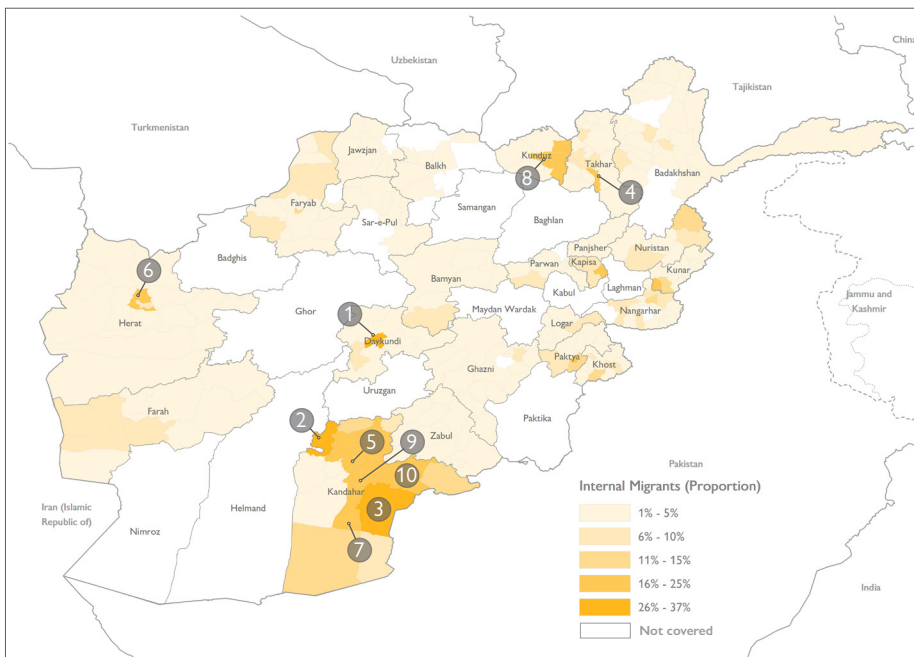 China
Uzbekistan
Tajikistan
Turkmenistan
Jawzjan
Balkh
Kunduz
Takhar
Badakhshan
8
4
Faryab
Samangan
Sar-e-Pul
Baghlan
Badghis
Panjsher
Nuristan
6
Bamyan
Parwan
Kapisa
Kunar
Kabul
Laghman
Ghor
Maydan Wardak
Jammu and
Kashmir
Herat
1
Nangarhar
Logar
Daykundi
Paktya
Khost
Ghazni
Uruzgan
Farah
Paktika
2
5
9
Zabul
Pakistan
10
Kandahar
Internal Migrants (Proportion)
Iran (Islamic
Republic of)
Helmand
3
1% - 5%
Nimroz
6% - 10%
7
11% - 15%
16% - 25%
India
26% - 37%
Not covered